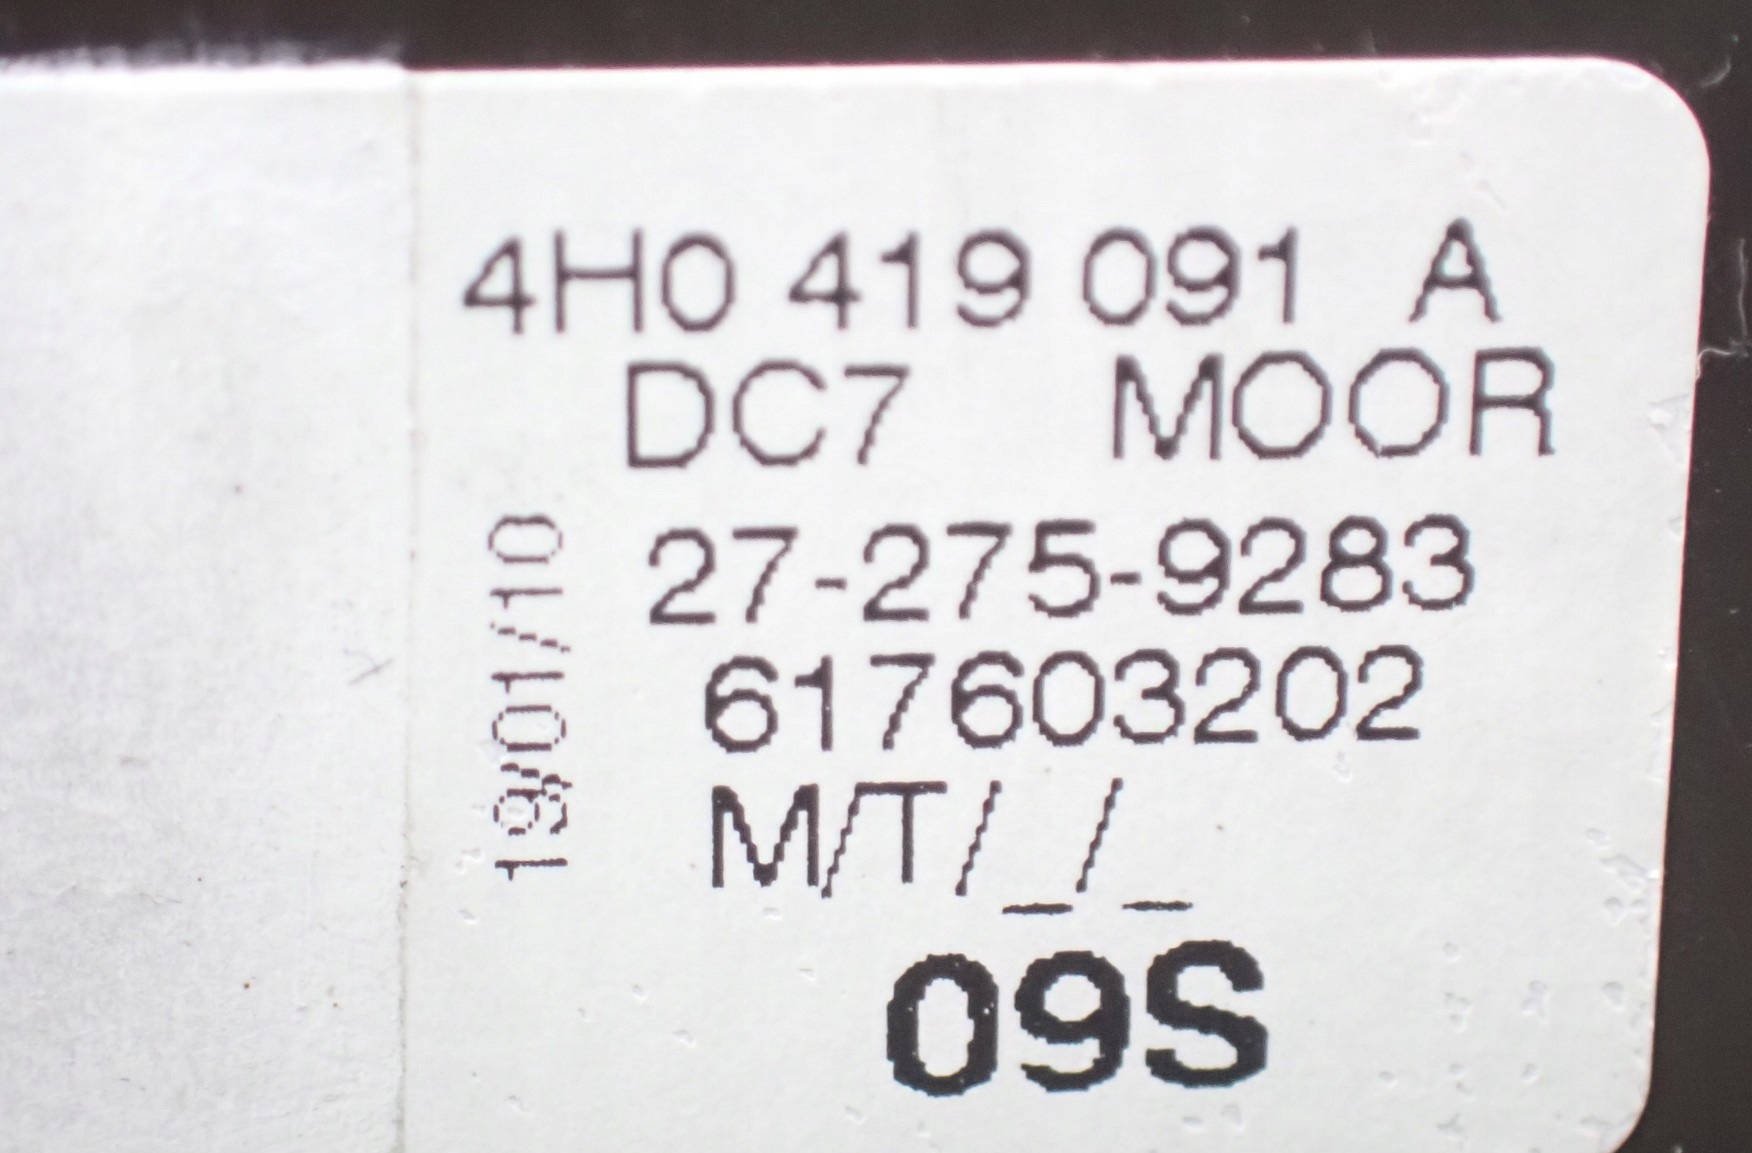 4H0 419 091 A
DC7 MOOR
27-275-9283
617603202
M/T/_/_
09S
19/01/10